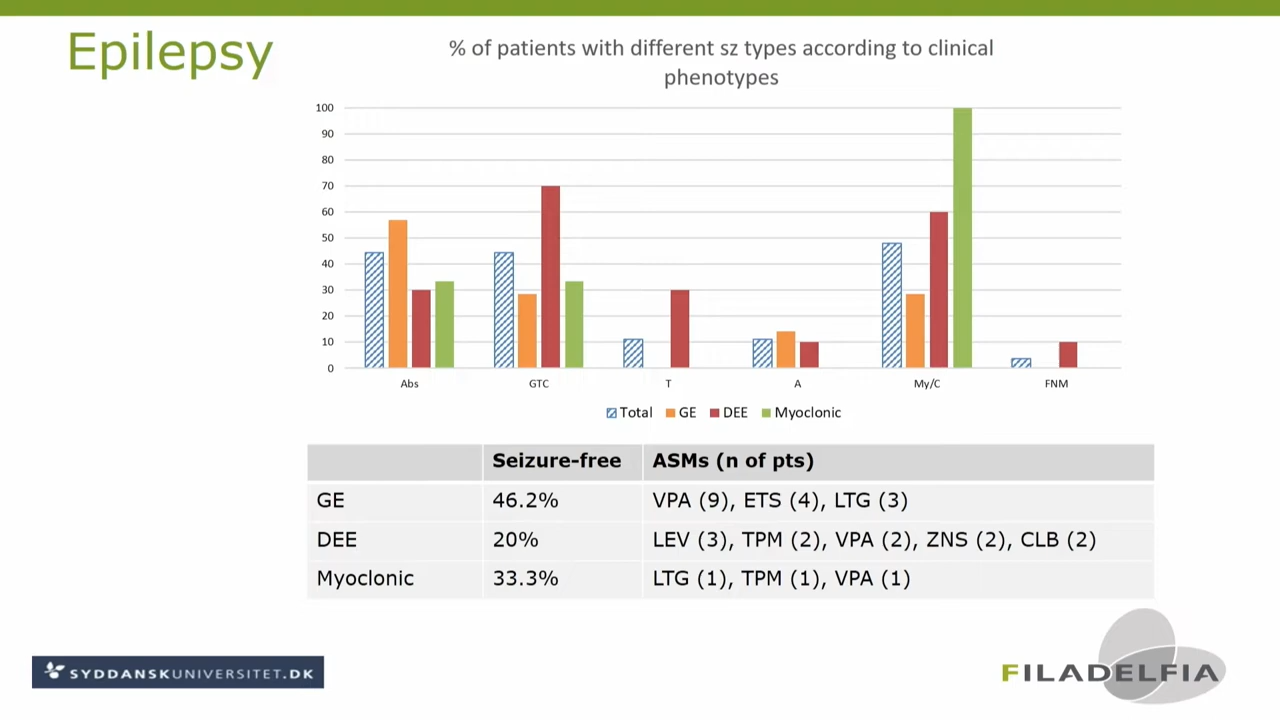 Epilepsy
% of patients with different sz types according to clinical
phenotypes
100
90
80
70
60
50
40
30
20
10
0
Abs GTC T A My/C FNM
Total GE DEE Myoclonic
Seizure-free ASMs (n of pts)
GE 46.2% VPA (9), ETS (4), LTG (3)
DEE 20% LEV (3), TPM (2), VPA (2), ZNS (2), CLB (2)
Myoclonic 33.3% LTG (1), TPM (1), VPA (1)
SYDDANSKUNIVERSITET.DK
FILADELFIA